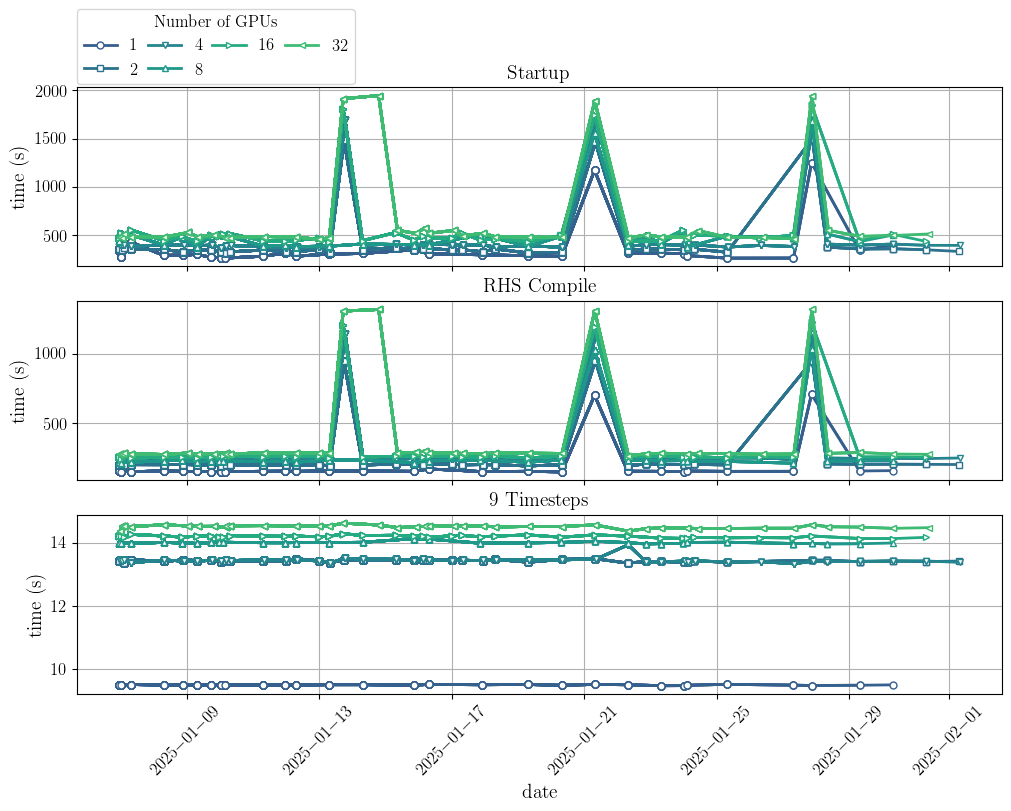 Number of GPUs
1 4 16 32
2 8
Startup
2000
1500
1000
500
time (s)
RHS Compile
1000
500
time (s)
9 Timesteps
14
12
10
time (s)
2025-01-09 2025-01-13 2025-01-17 2025-01-21 2025-01-25 2025-01-29 2025-02-01
date